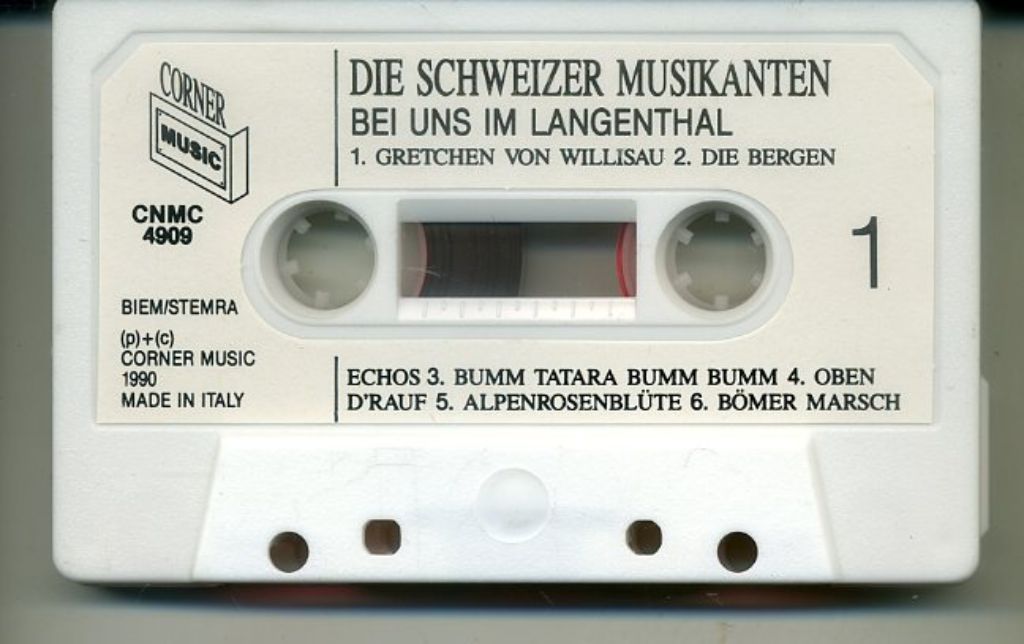 CORNER
MUSIC
CNMC
4909
BIEM/STEMRA
(p)+(c)
CORNER MUSIC
1990
MADE IN ITALY
DIE SCHWEIZER MUSIKANTEN
BEI UNS IM LANGENTHAL
1. GRETCHEN VON WILLISAU 2. DIE BERGEN
1
ECHOS 3. BUMM TATARA BUMM BUMM 4. OBEN
D'RAUF 5. ALPENROSENBLÜTE 6. BÖMER MARSCH